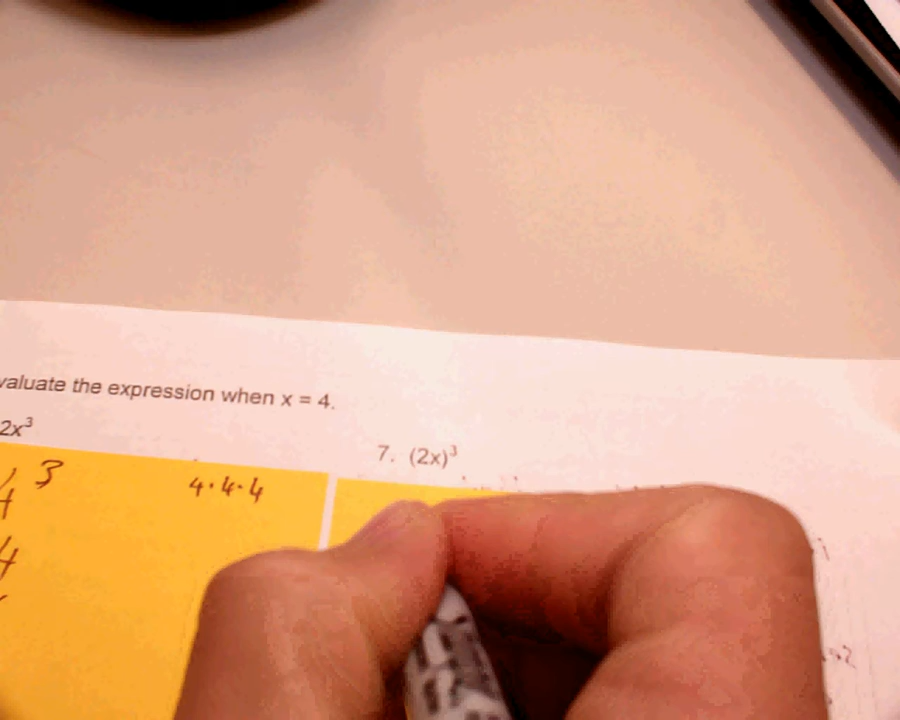 valuate the expression when x = 4.
2x³
7. (2x)³
3
4·4·4
4
4